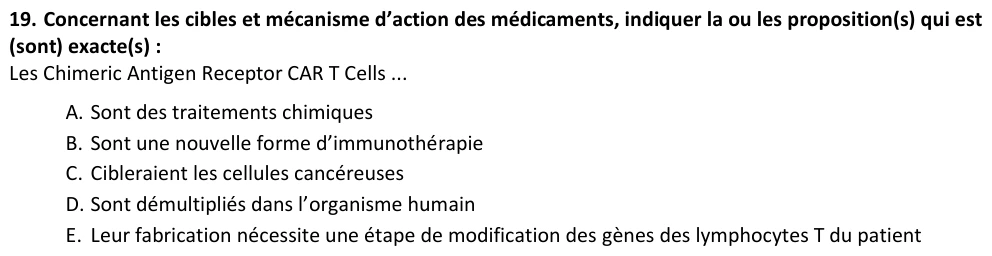 19. Concernant les cibles et mécanisme d’action des médicaments, indiquer la ou les proposition(s) qui est
(sont) exacte(s) :
Les Chimeric Antigen Receptor CAR T Cells ...
A. Sont des traitements chimiques
B. Sont une nouvelle forme d’immunothérapie
C. Cibleraient les cellules cancéreuses
D. Sont démultipliés dans l’organisme humain
E. Leur fabrication nécessite une étape de modification des gènes des lymphocytes T du patient